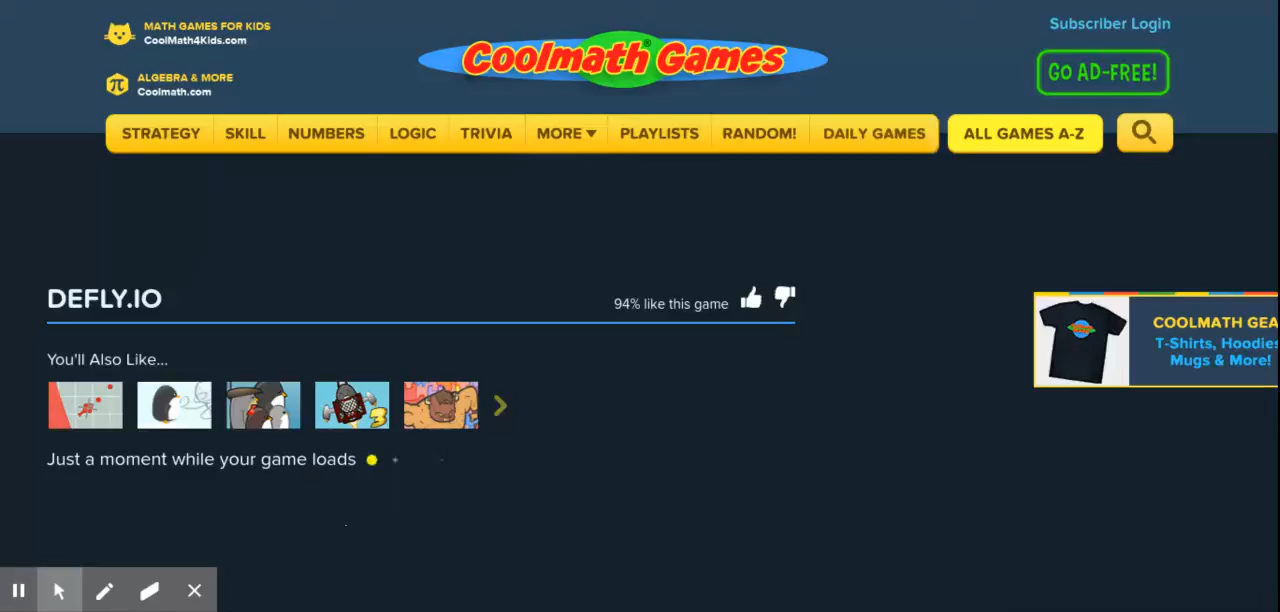 MATH GAMES FOR KIDS
CoolMath4Kids.com
ALGEBRA & MORE
Coolmath.com
Coolmath Games®
Subscriber Login
GO AD-FREE!
STRATEGY SKILL NUMBERS LOGIC TRIVIA MORE PLAYLISTS RANDOM! DAILY GAMES ALL GAMES A-Z
DEFLY.IO
94% like this game
COOLMATH GEA
T-Shirts, Hoodies
Mugs & More!
You'll Also Like...
3
Just a moment while your game loads